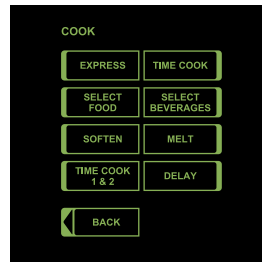 COOK
EXPRESS
TIME COOK
SELECT
FOOD
SELECT
BEVERAGES
SOFTEN
MELT
TIME COOK
1 & 2
DELAY
BACK